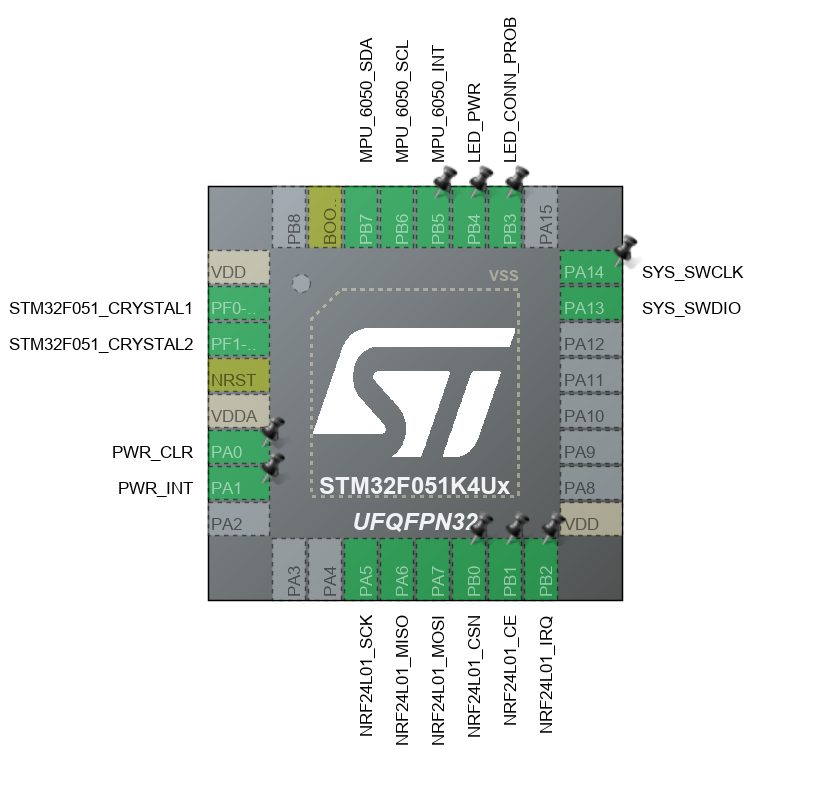 MPU_6050_SDA
MPU_6050_SCL
MPU_6050_INT
LED_PWR
LED_CONN_PROB
PB8
BOO...
PB7
PB6
PB5
PB4
PB3
PA15
VDD
STM32F051_CRYSTAL1
PF0-..
STM32F051_CRYSTAL2
PF1-..
NRST
VDDA
PWR_CLR
PA0
PWR_INT
PA1
PA2
VSS
ST
STM32F051K4Ux
UFQFPN32
PA14
SYS_SWCLK
PA13
SYS_SWDIO
PA12
PA11
PA10
PA9
PA8
VDD
PA3
PA4
PA5
PA6
PA7
PB0
PB1
PB2
NRF24L01_SCK
NRF24L01_MISO
NRF24L01_MOSI
NRF24L01_CSN
NRF24L01_CE
NRF24L01_IRQ